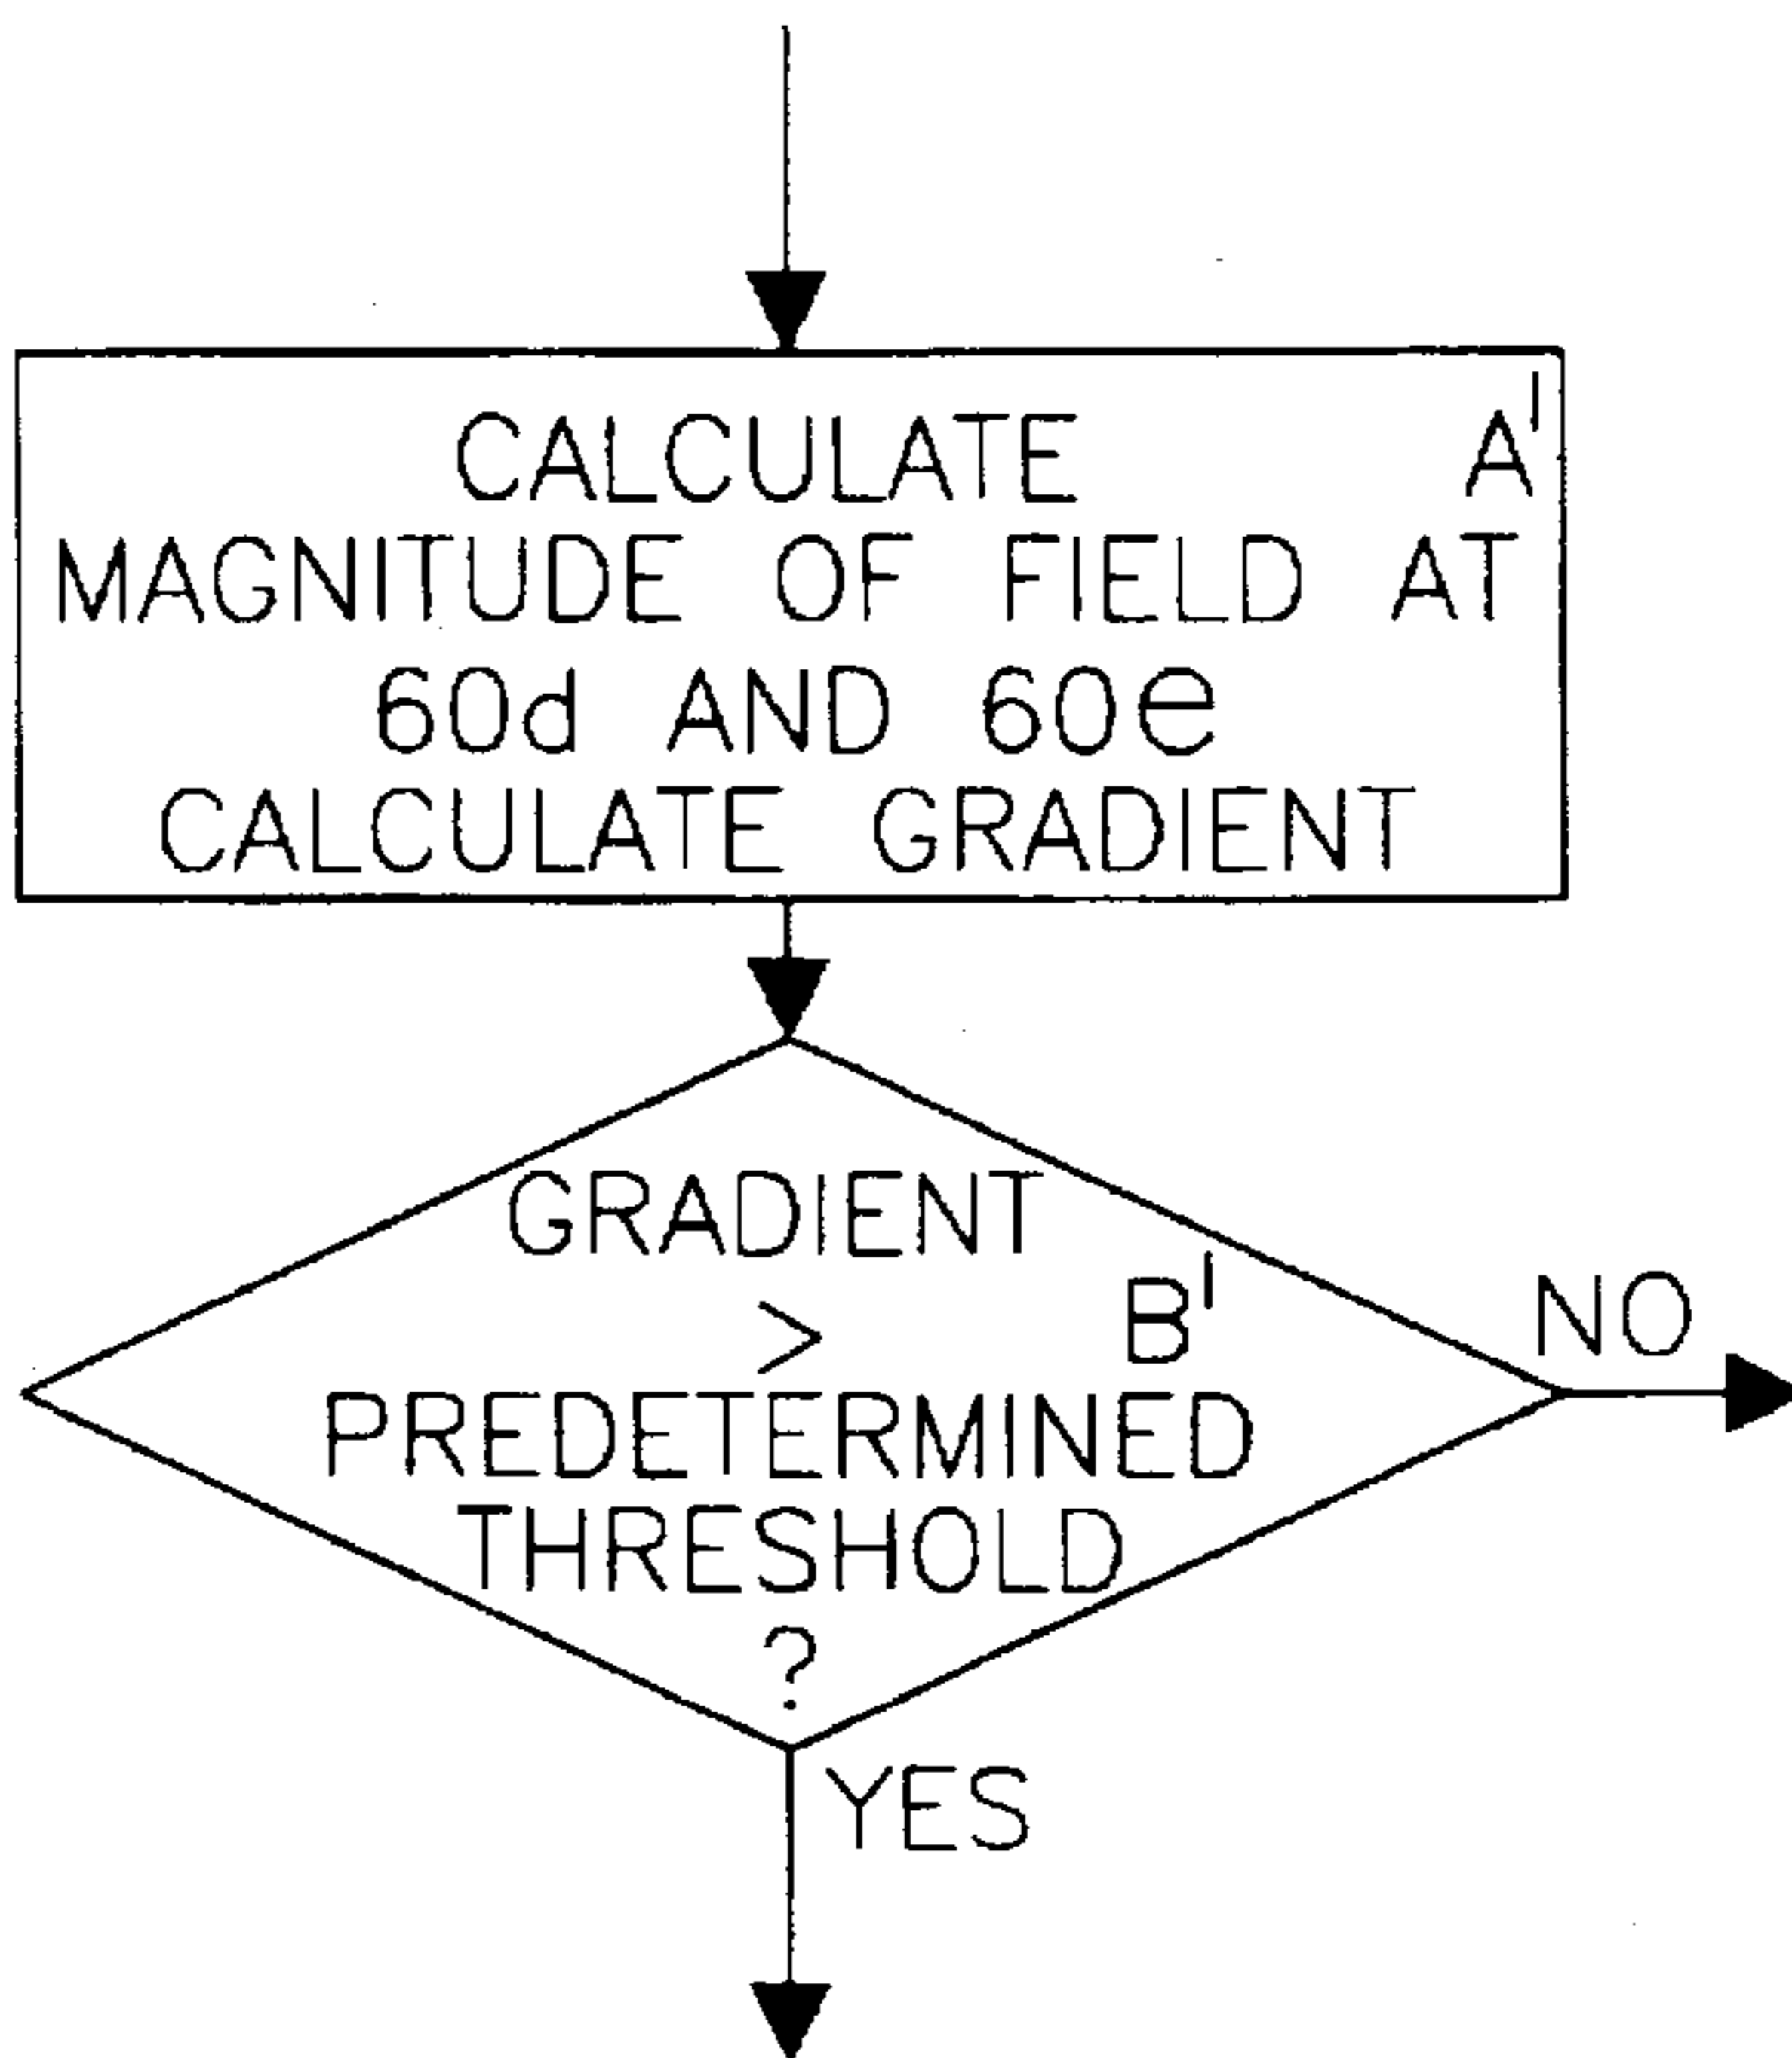 CALCULATE A'
MAGNITUDE OF FIELD AT
60d AND 60e
CALCULATE GRADIENT
GRADIENT
> B'
PREDETERMINED
THRESHOLD
?
NO
YES